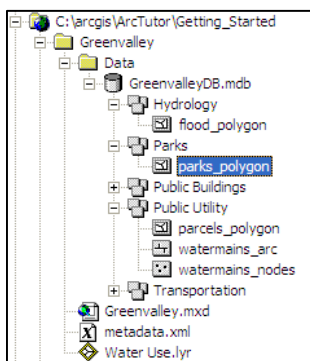 C:\arcgis\ArcTutor\Getting_Started
Greenvalley
Data
GreenvalleyDB.mdb
Hydrology
flood_polygon
Parks
parks_polygon
Public Buildings
Public Utility
parcels_polygon
watermains_arc
watermains_nodes
Transportation
Greenvalley.mxd
metadata.xml
Water Use.lyr